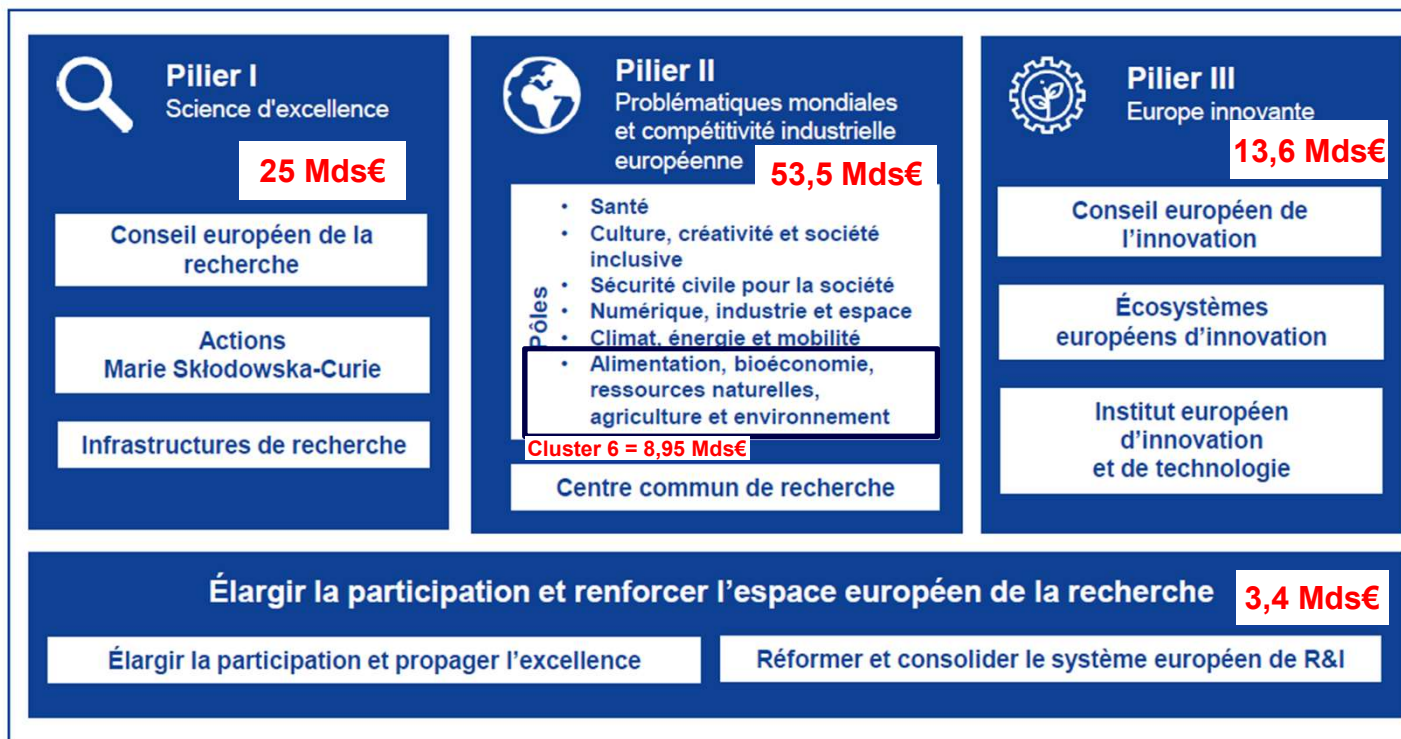 Pilier I
Science d'excellence
25 Mds€
Conseil européen de la
recherche
Actions
Marie Skłodowska-Curie
Infrastructures de recherche
Pilier II
Problématiques mondiales
et compétitivité industrielle
européenne
53,5 Mds€
Pôles
• Santé
• Culture, créativité et société
inclusive
• Sécurité civile pour la société
• Numérique, industrie et espace
• Climat, énergie et mobilité
• Alimentation, bioéconomie,
ressources naturelles,
agriculture et environnement
Cluster 6 = 8,95 Mds€
Centre commun de recherche
Pilier III
Europe innovante
13,6 Mds€
Conseil européen de
l'innovation
Écosystèmes
européens d'innovation
Institut européen
d'innovation
et de technologie
Élargir la participation et renforcer l'espace européen de la recherche
3,4 Mds€
Élargir la participation et propager l'excellence
Réformer et consolider le système européen de R&I